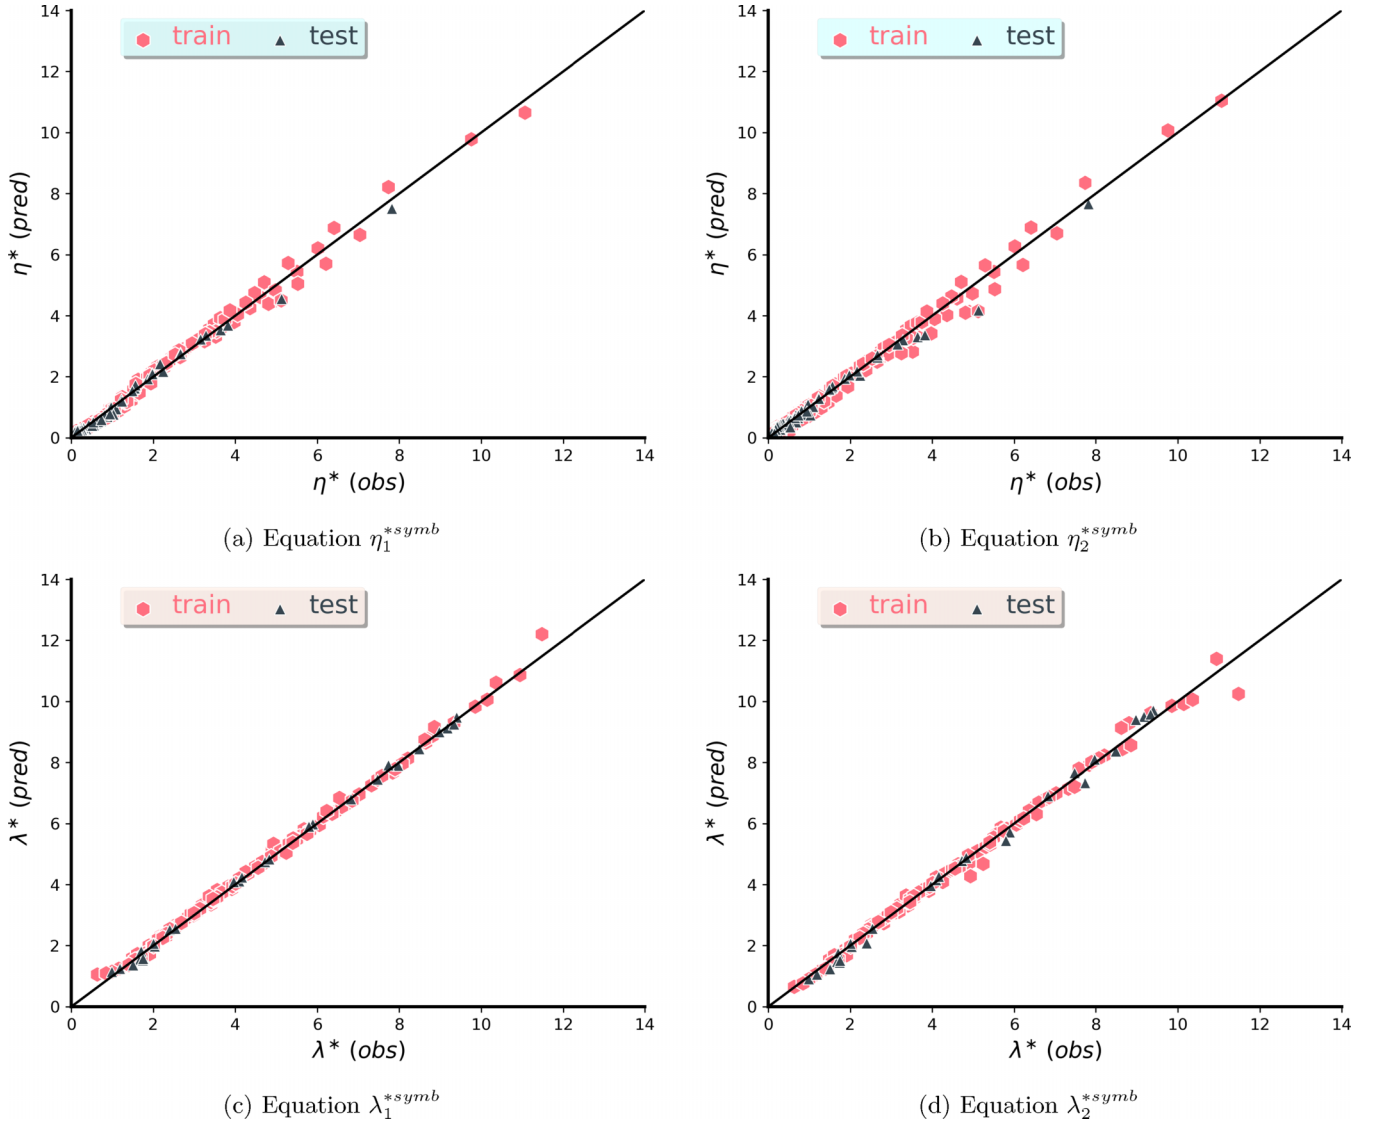 14
12
10
8
6
4
2
0
η* (pred)
train test
0 2 4 6 8 10 12 14
η* (obs)
(a) Equation η₁*ˢʸᵐᵇ
14
12
10
8
6
4
2
0
η* (pred)
train test
0 2 4 6 8 10 12 14
η* (obs)
(b) Equation η₂*ˢʸᵐᵇ
14
12
10
8
6
4
2
0
λ* (pred)
train test
0 2 4 6 8 10 12 14
λ* (obs)
(c) Equation λ₁*ˢʸᵐᵇ
14
12
10
8
6
4
2
0
λ* (pred)
train test
0 2 4 6 8 10 12 14
λ* (obs)
(d) Equation λ₂*ˢʸᵐᵇ